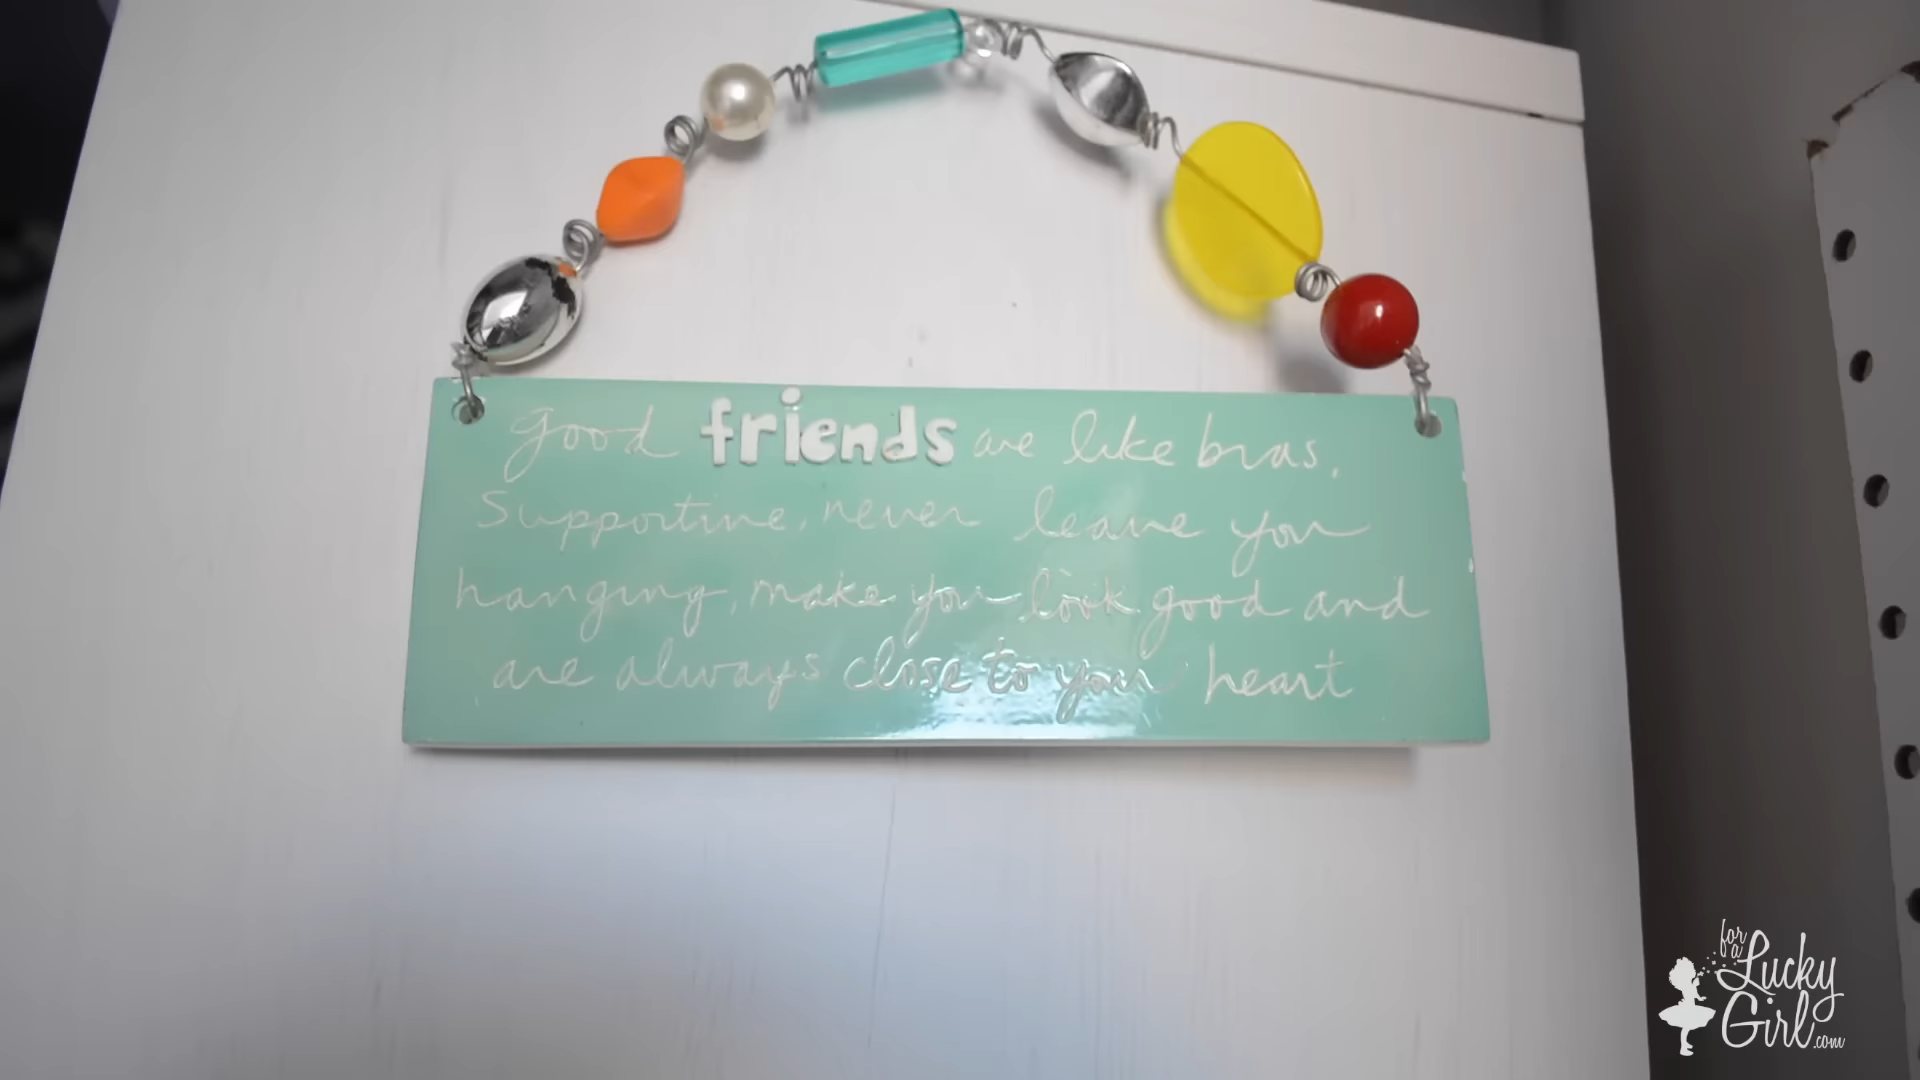 good friends are like bras.
Supportive, never leave you
hanging, make you look good and
are always close to your heart
for
a
Lucky
Girl.com